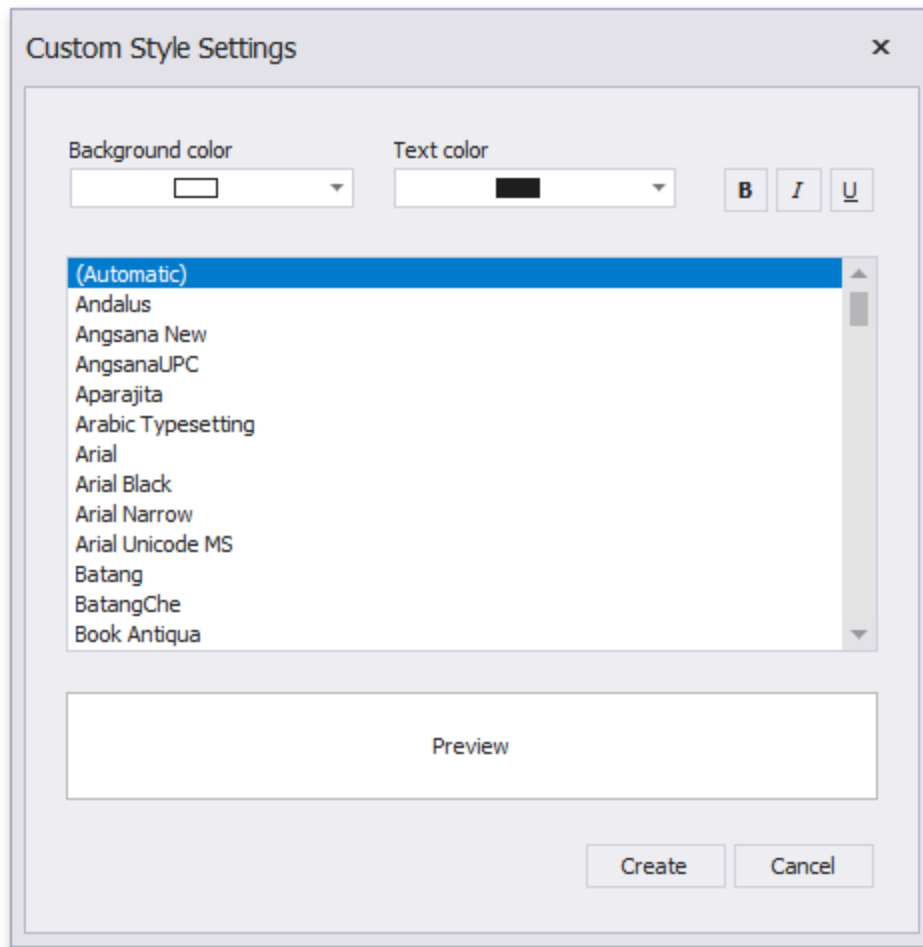 Custom Style Settings
Background color Text color
B I U
(Automatic)
Andalus
Angsana New
AngsanaUPC
Aparajita
Arabic Typesetting
Arial
Arial Black
Arial Narrow
Arial Unicode MS
Batang
BatangChe
Book Antiqua
Preview
Create Cancel